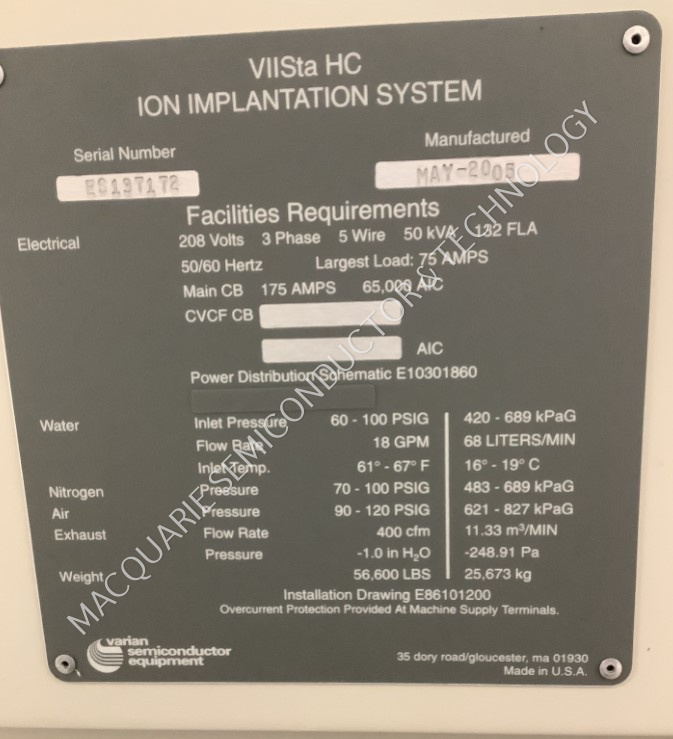 VIISta HC
ION IMPLANTATION SYSTEM
Serial Number
ES197172
Manufactured
MAY-2005
Facilities Requirements
Electrical 208 Volts 3 Phase 5 Wire 50 kVA 132 FLA
50/60 Hertz Largest Load: 75 AMPS
Main CB 175 AMPS 65,000 AIC
CVCF CB
AIC
Power Distribution Schematic E10301860
Water Inlet Pressure 60 - 100 PSIG 420 - 689 kPaG
Flow Rate 18 GPM 68 LITERS/MIN
Inlet Temp. 61° - 67° F 16° - 19° C
Nitrogen Pressure 70 - 100 PSIG 483 - 689 kPaG
Air Pressure 90 - 120 PSIG 621 - 827 kPaG
Exhaust Flow Rate 400 cfm 11.33 m³/MIN
Pressure -1.0 in H₂O -248.91 Pa
Weight 56,600 LBS 25,673 kg
Installation Drawing E86101200
Overcurrent Protection Provided At Machine Supply Terminals.
varian
semiconductor
equipment
35 dory road/gloucester, ma 01930
Made in U.S.A.
MACQUARIE SEMICONDUCTOR & TECHNOLOGY